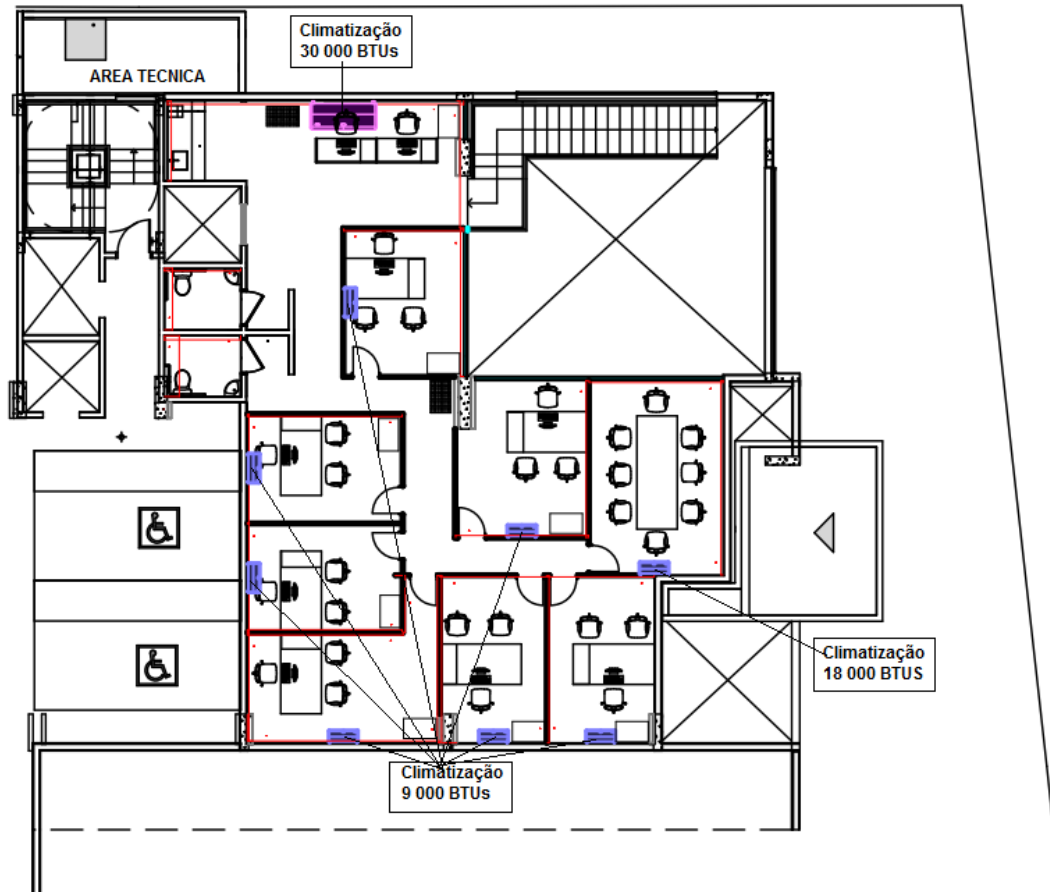 Climatização
30 000 BTUs
AREA TECNICA
Climatização
18 000 BTUS
Climatização
9 000 BTUs